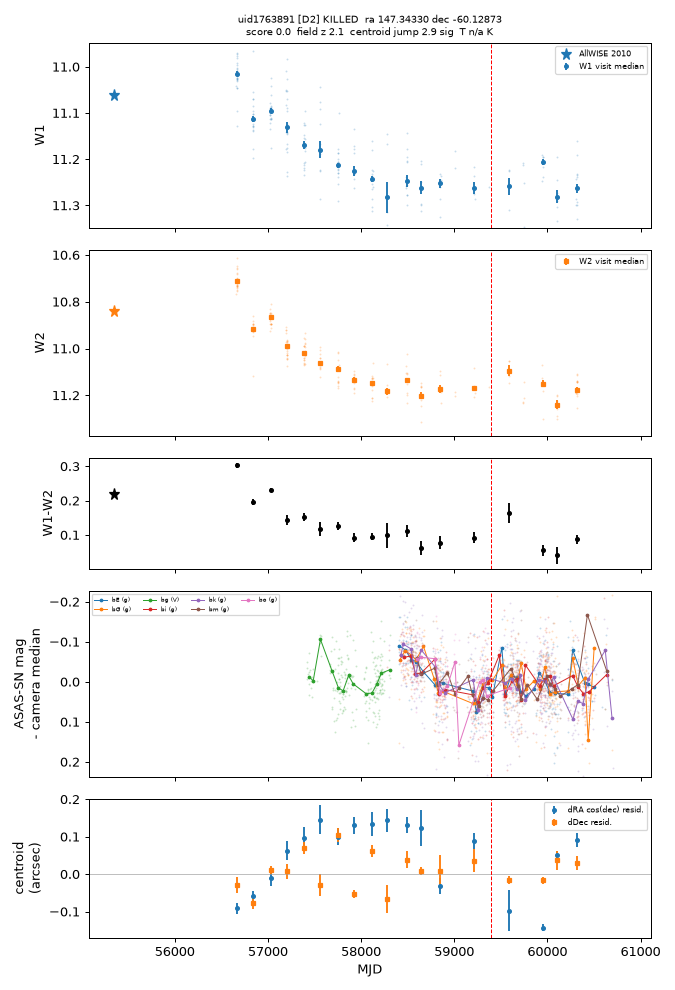 uid1763891 [D2] KILLED ra 147.34330 dec -60.12873
score 0.0 field z 2.1 centroid jump 2.9 sig T n/a K
AllWISE 2010
W1 visit median
W1
11.0
11.1
11.2
11.3
W2 visit median
W2
10.6
10.8
11.0
11.2
W1-W2
0.3
0.2
0.1
bE (g)
bG (g)
bg (V)
bi (g)
bk (g)
bm (g)
bo (g)
ASAS-SN mag
- camera median
−0.2
−0.1
0.0
0.1
0.2
dRA cos(dec) resid.
dDec resid.
centroid
(arcsec)
0.2
0.1
0.0
−0.1
56000 57000 58000 59000 60000 61000
MJD